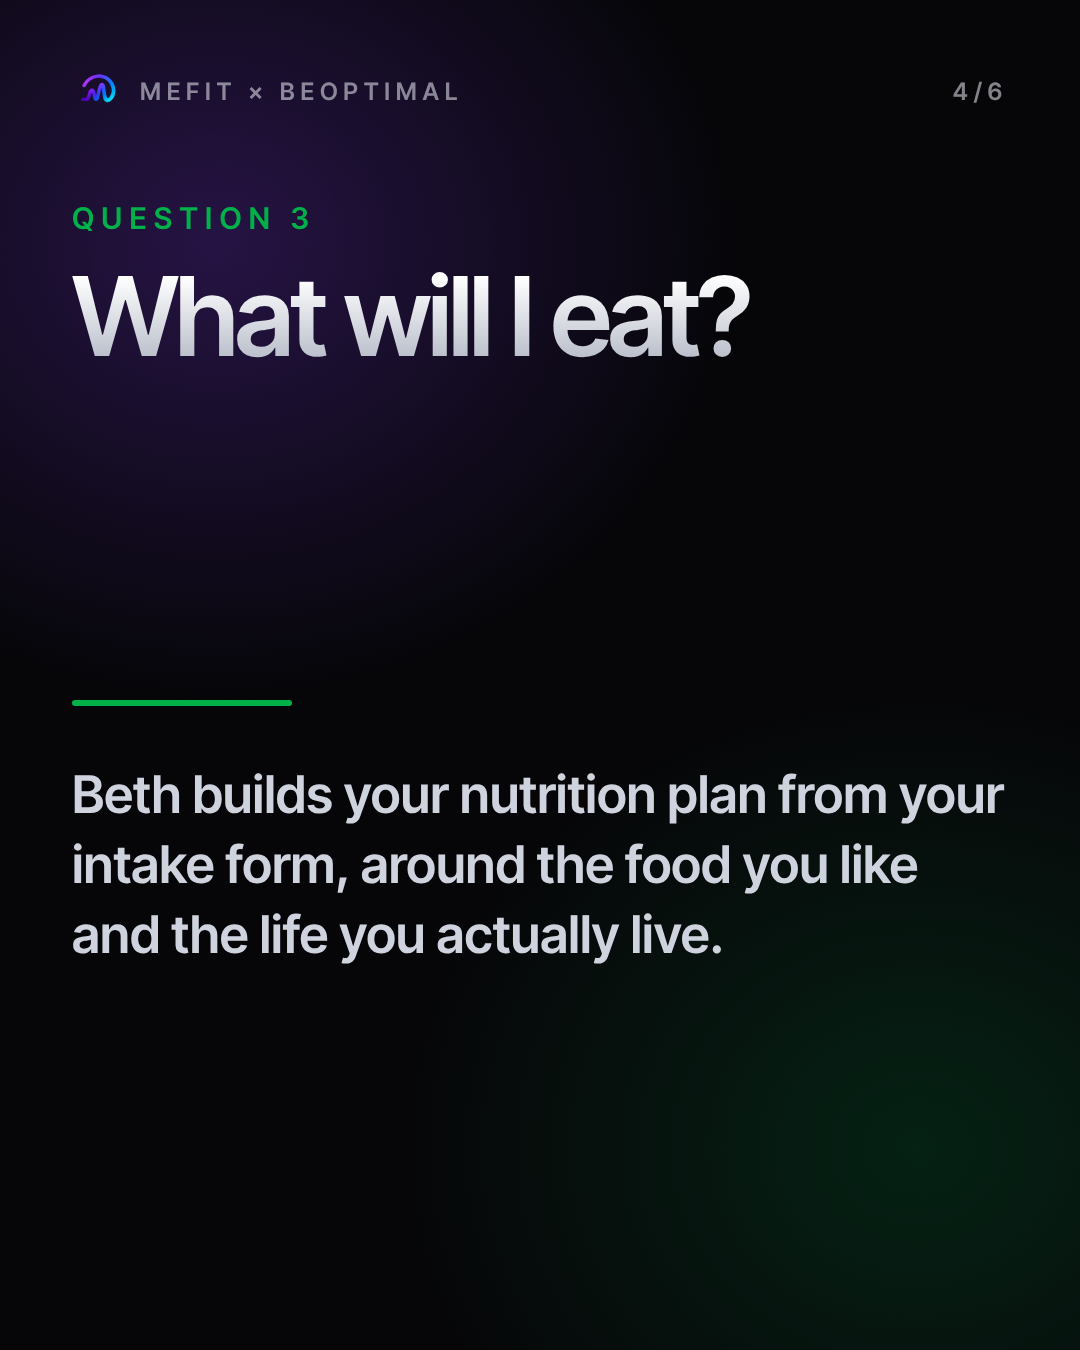 MEFIT × BEOPTIMAL
4/6
QUESTION 3
What will I eat?
Beth builds your nutrition plan from your
intake form, around the food you like
and the life you actually live.